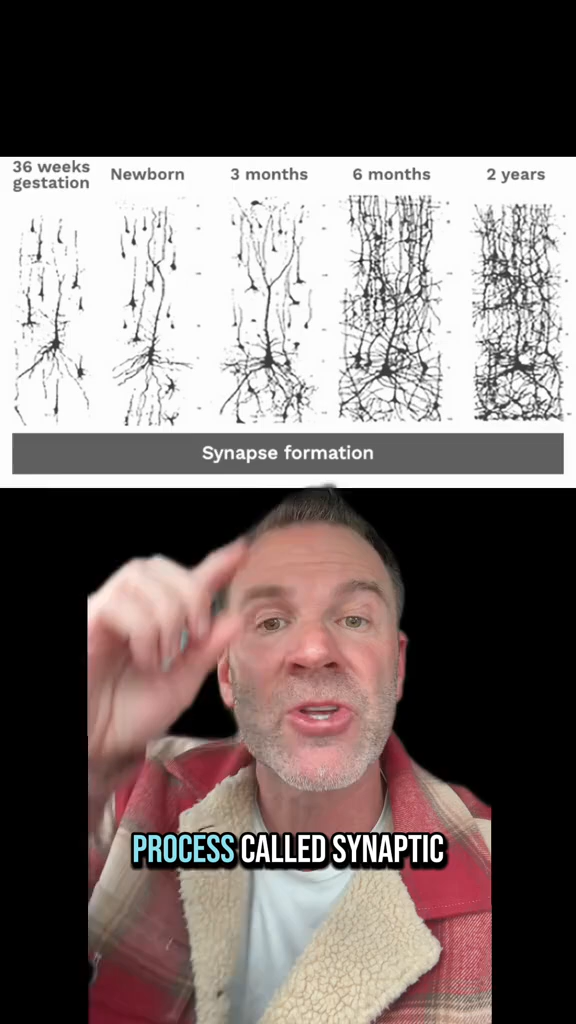 36 weeks gestation
Newborn
3 months
6 months
2 years
Synapse formation
PROCESS CALLED SYNAPTIC